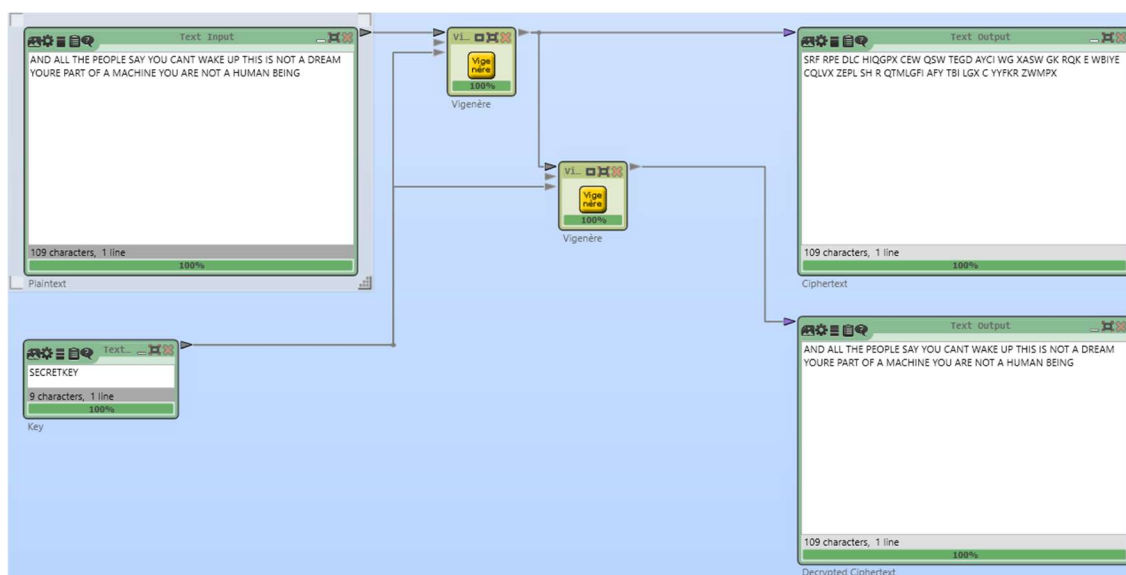 Text Input
AND ALL THE PEOPLE SAY YOU CANT WAKE UP THIS IS NOT A DREAM
YOURE PART OF A MACHINE YOU ARE NOT A HUMAN BEING
109 characters, 1 line
100%
Plaintext
Vi...
Vige
nère
100%
Vigenère
Vi...
Vige
nère
100%
Vigenère
Text Output
SRF RPE DLC HIQGPX CEW QSW TEGD AYCI WG XASW GK RQK E WBIYE
CQLVX ZEPL SH R QTMLGFI AFY TBI LGX C YYFKR ZWMPX
109 characters, 1 line
100%
Ciphertext
Text...
SECRETKEY
9 characters, 1 line
100%
Key
Text Output
AND ALL THE PEOPLE SAY YOU CANT WAKE UP THIS IS NOT A DREAM
YOURE PART OF A MACHINE YOU ARE NOT A HUMAN BEING
109 characters, 1 line
100%
Decrypted Ciphertext